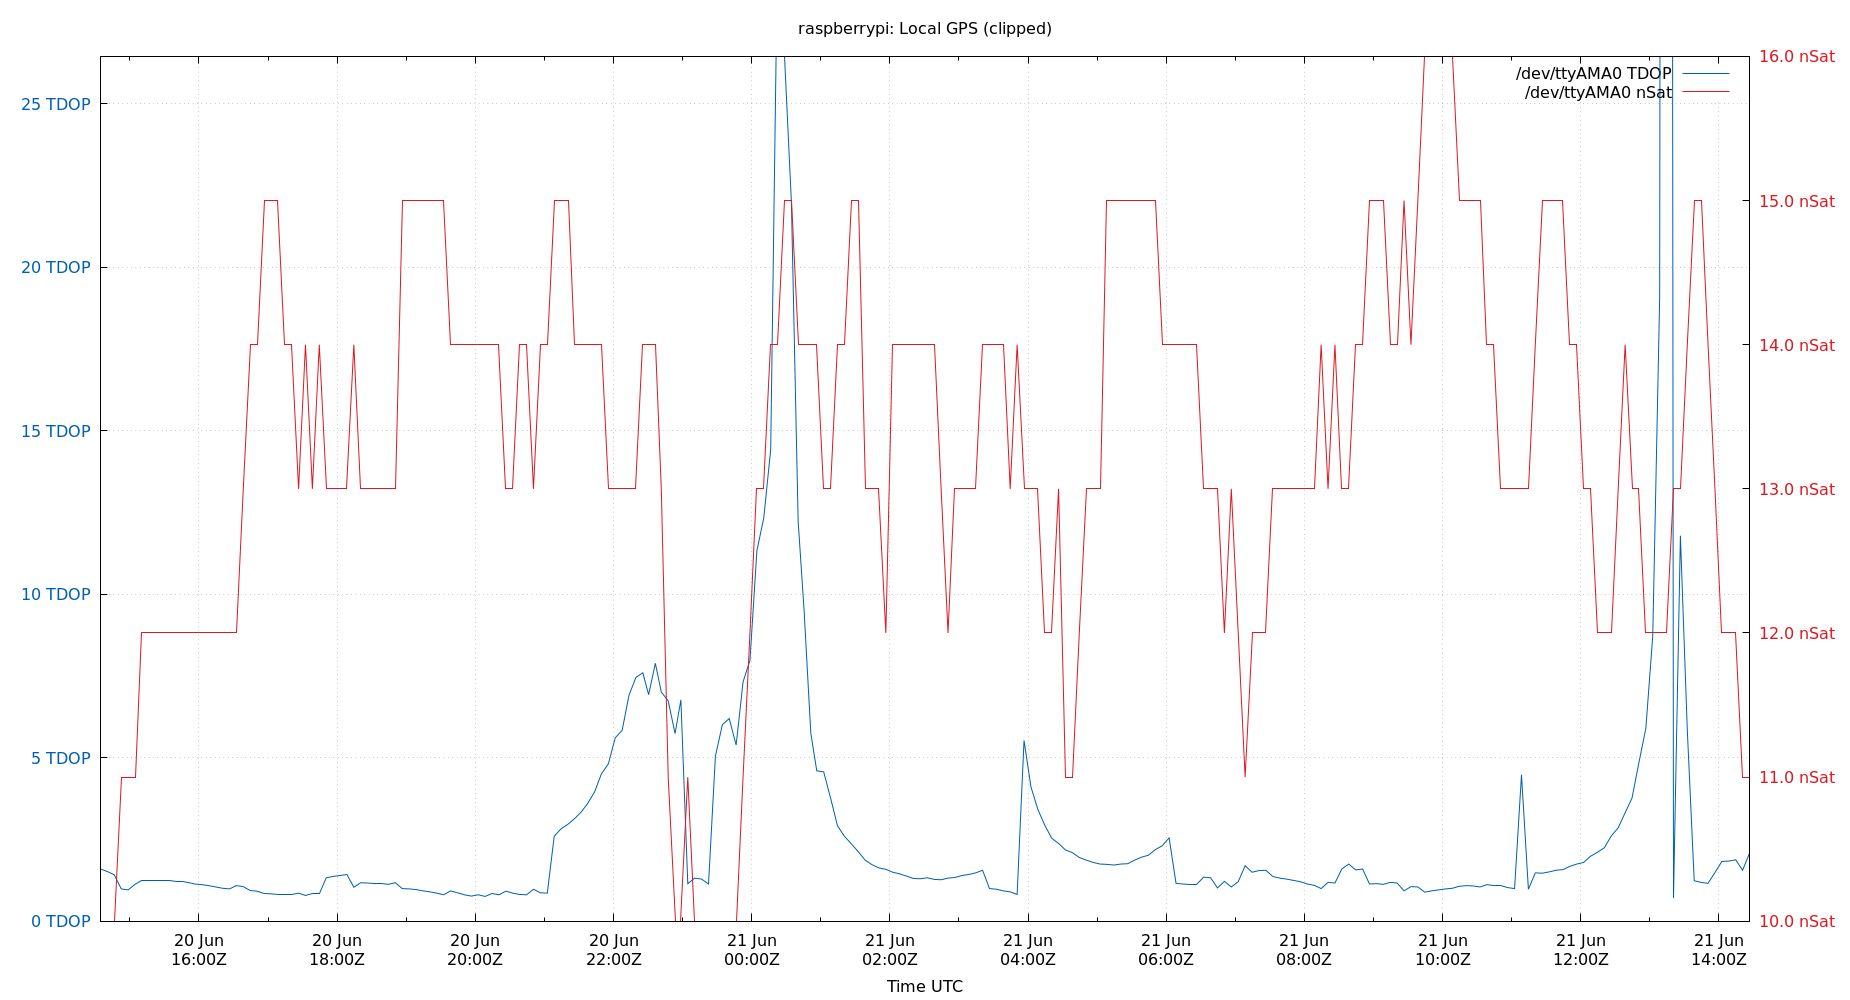 raspberrypi: Local GPS (clipped)
/dev/ttyAMA0 TDOP
/dev/ttyAMA0 nSat
25 TDOP
20 TDOP
15 TDOP
10 TDOP
5 TDOP
0 TDOP
16.0 nSat
15.0 nSat
14.0 nSat
13.0 nSat
12.0 nSat
11.0 nSat
10.0 nSat
20 Jun 20 Jun 20 Jun 20 Jun 21 Jun 21 Jun 21 Jun 21 Jun 21 Jun 21 Jun 21 Jun 21 Jun
16:00Z 18:00Z 20:00Z 22:00Z 00:00Z 02:00Z 04:00Z 06:00Z 08:00Z 10:00Z 12:00Z 14:00Z
Time UTC